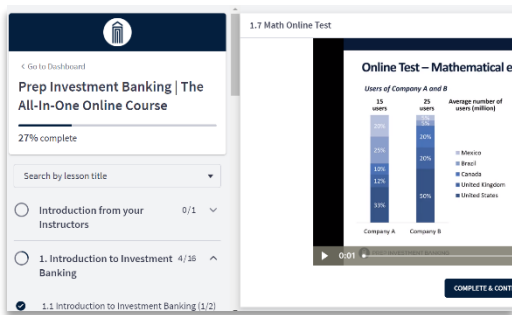 < Go to Dashboard
Prep Investment Banking | The
All-In-One Online Course
27% complete
Search by lesson title
Introduction from your
Instructors
0/1
1. Introduction to Investment
Banking
4/16
1.1 Introduction to Investment Banking (1/2)
1.7 Math Online Test
Online Test – Mathematical e
Users of Company A and B
15
users
25
users
Average number of
users (million)
20%
25%
10%
12%
33%
5%
20%
20%
50%
Mexico
Brazil
Canada
United Kingdom
United States
Company A
Company B
0:01
COMPLETE & CONT